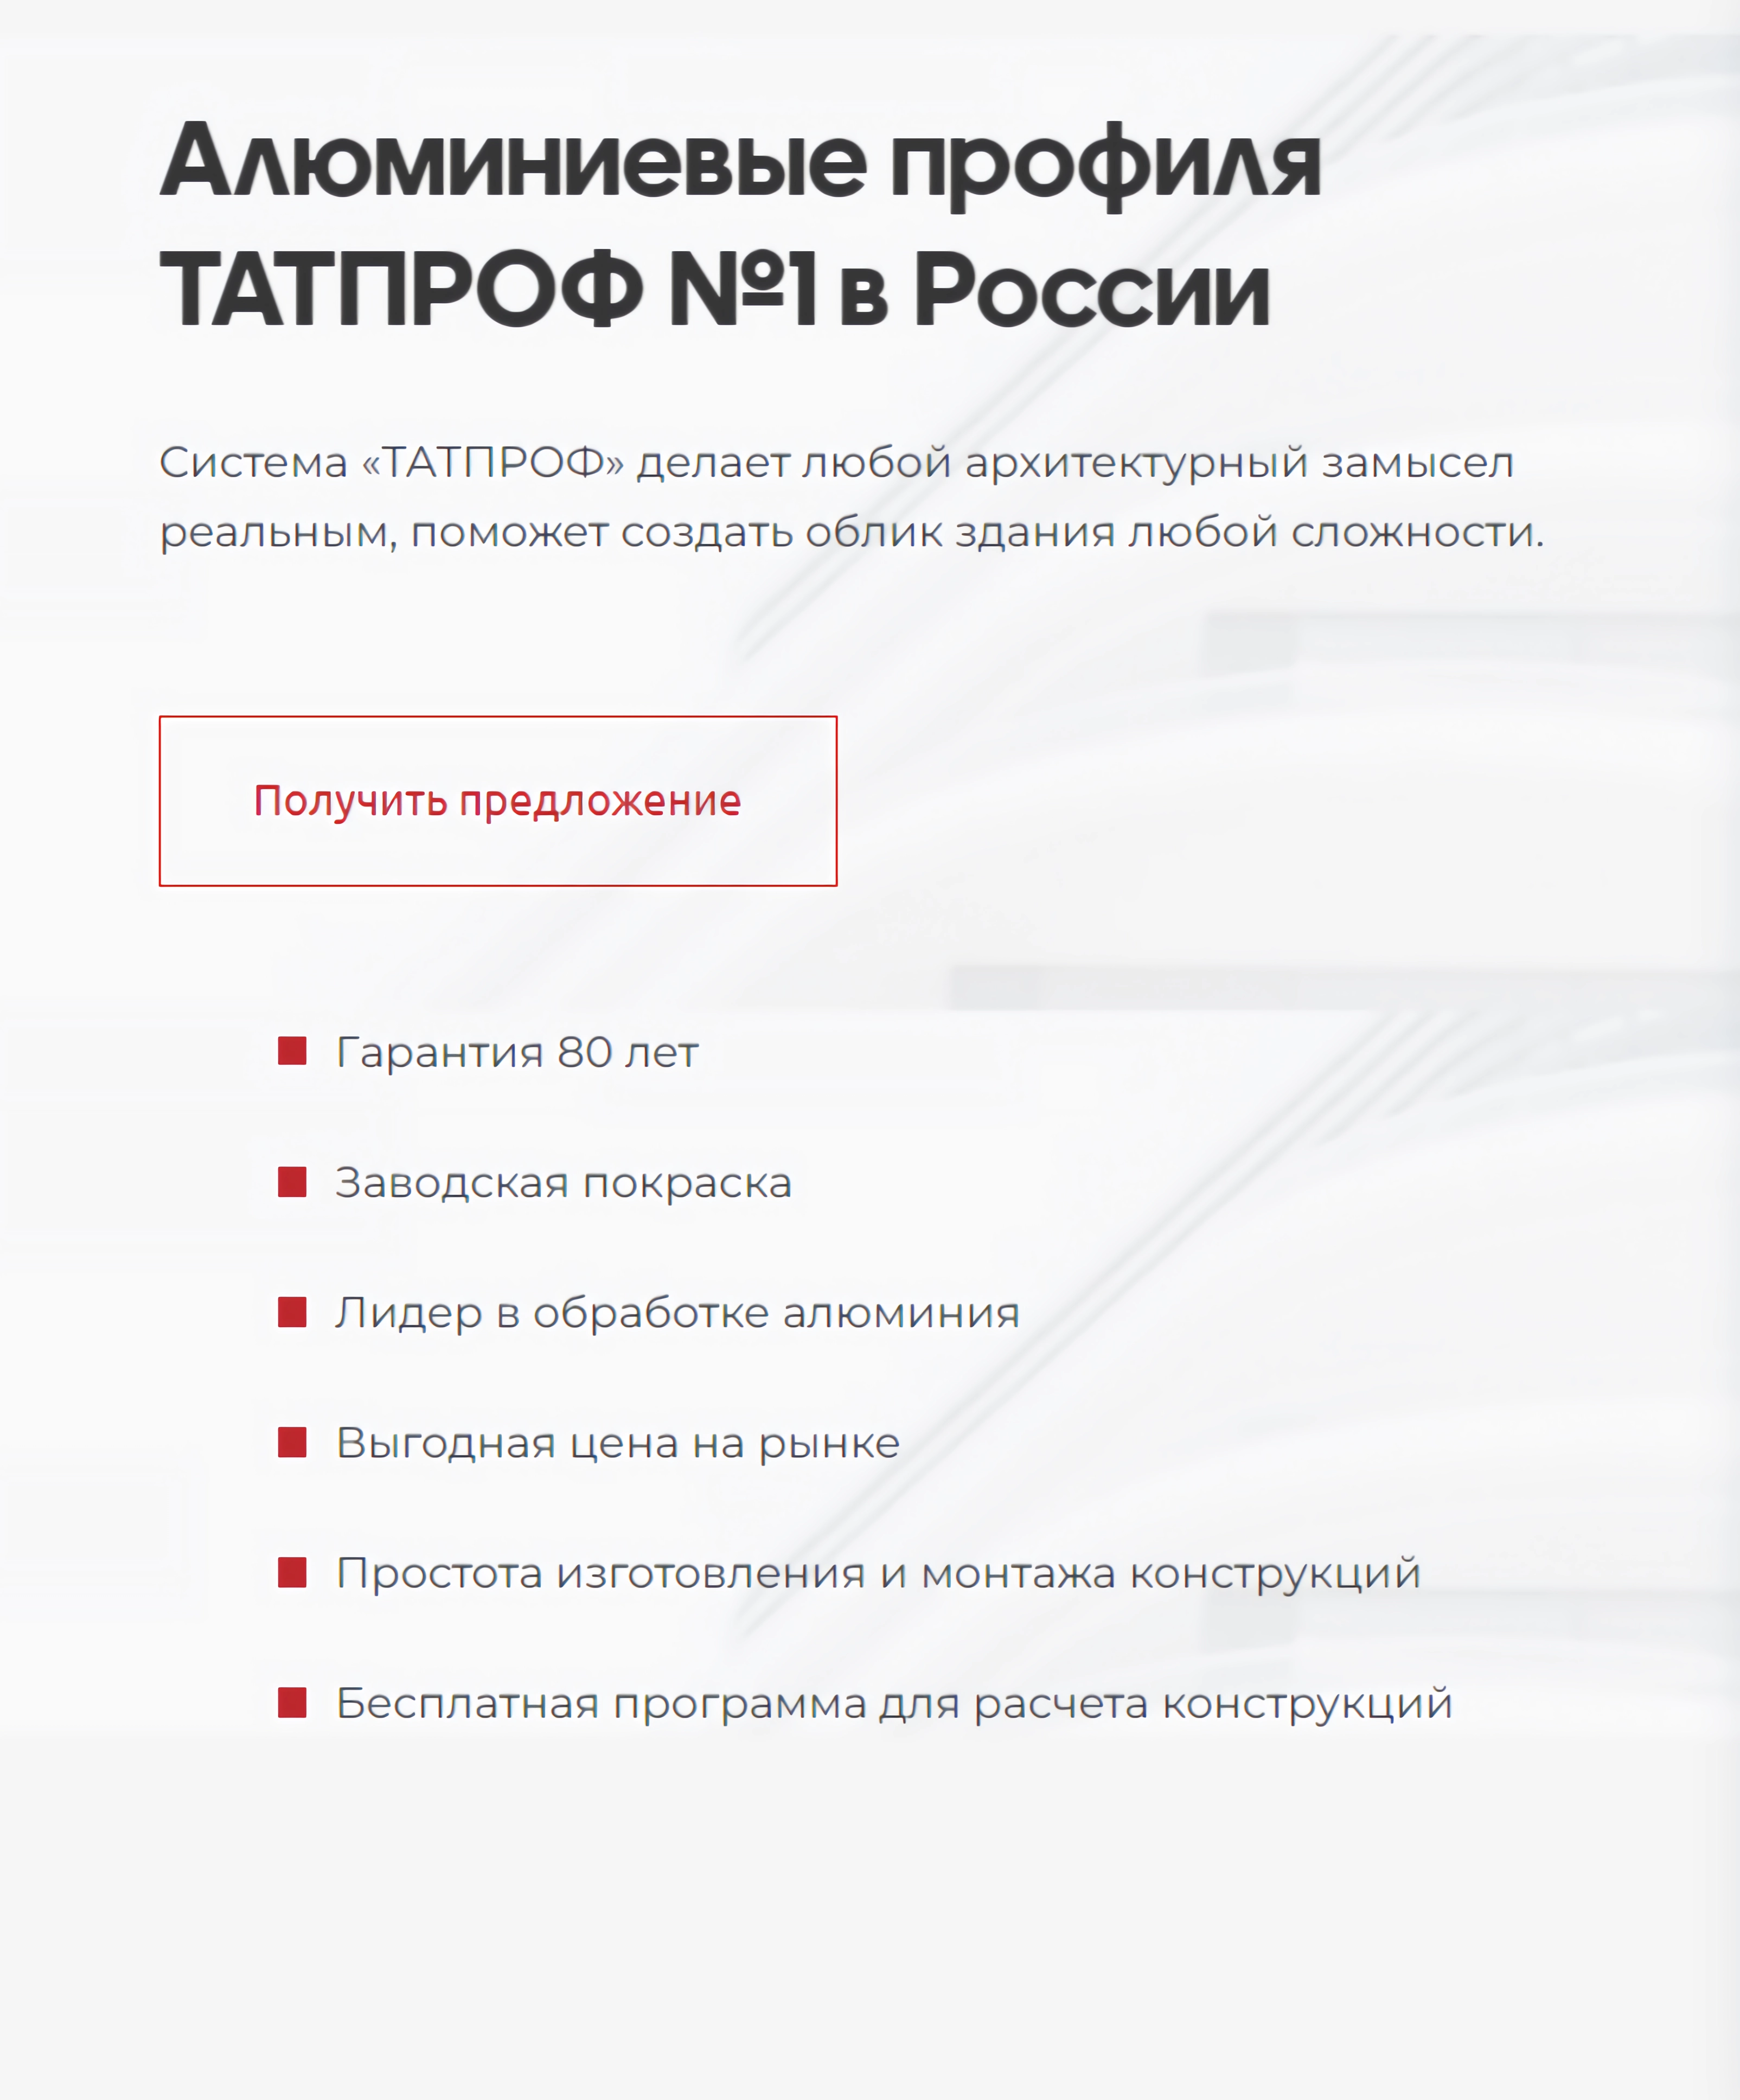 Алюминиевые профиля
ТАТПРОФ №1 в России
Система «ТАТПРОФ» делает любой архитектурный замысел
реальным, поможет создать облик здания любой сложности.
Получить предложение
Гарантия 80 лет
Заводская покраска
Лидер в обработке алюминия
Выгодная цена на рынке
Простота изготовления и монтажа конструкций
Бесплатная программа для расчета конструкций